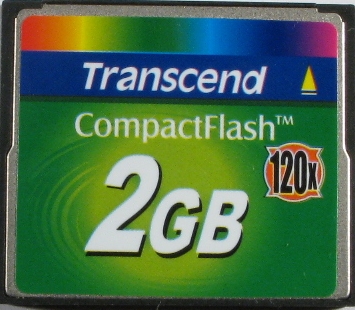 Transcend
CompactFlash™
120x
2GB